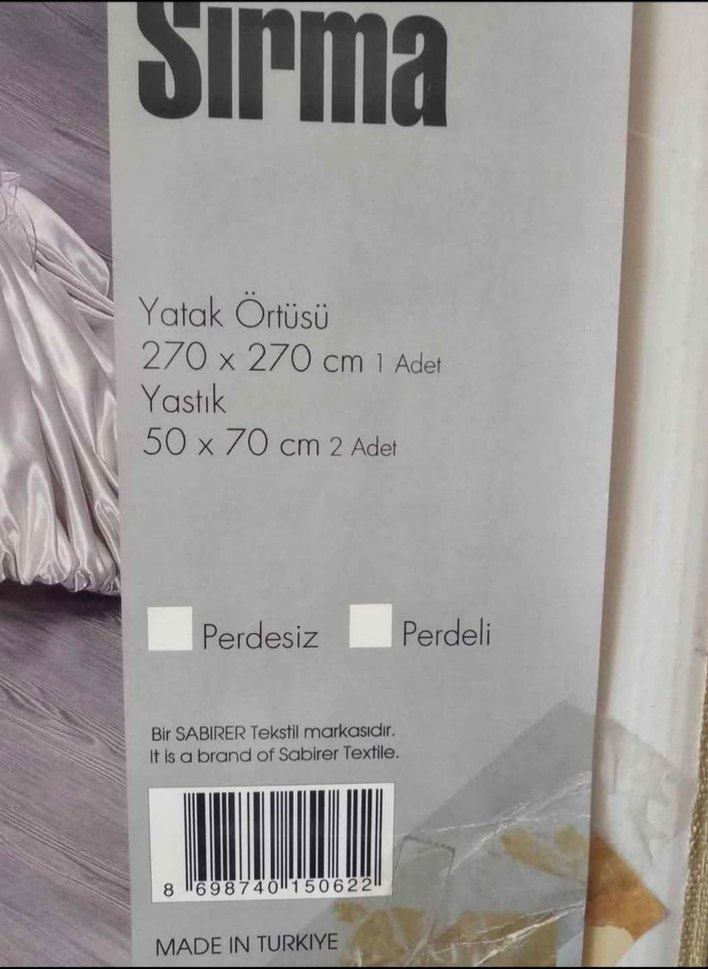 Sırma
Yatak Örtüsü
270 x 270 cm 1 Adet
Yastık
50 x 70 cm 2 Adet
Perdesiz Perdeli
Bir SABIRER Tekstil markasıdır.
It is a brand of Sabirer Textile.
8 698740 150622
MADE IN TURKIYE